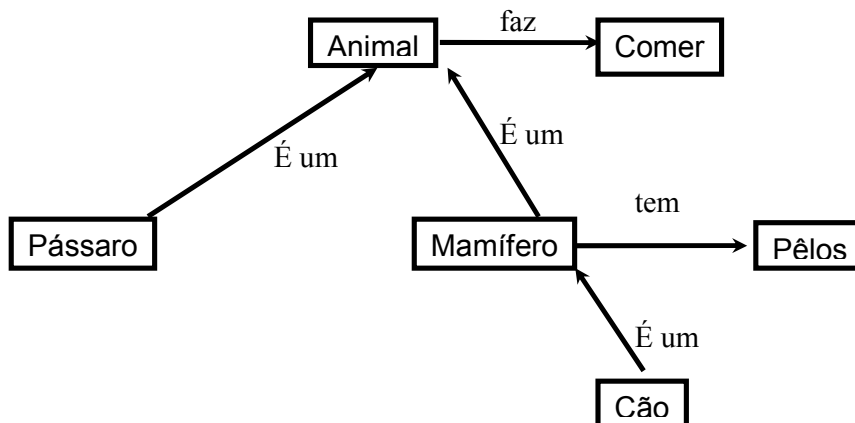 faz
Animal
Comer
É um
É um
tem
Pássaro
Mamífero
Pêlos
É um
Cão